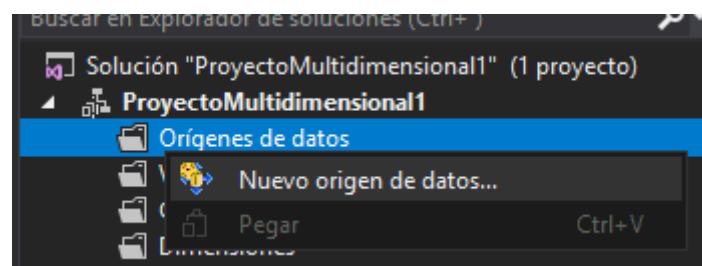 Buscar en Explorador de soluciones (Ctrl+ )
Solución "ProyectoMultidimensional1" (1 proyecto)
ProyectoMultidimensional1
Orígenes de datos
Nuevo origen de datos...
Pegar Ctrl+V
Dimensiones